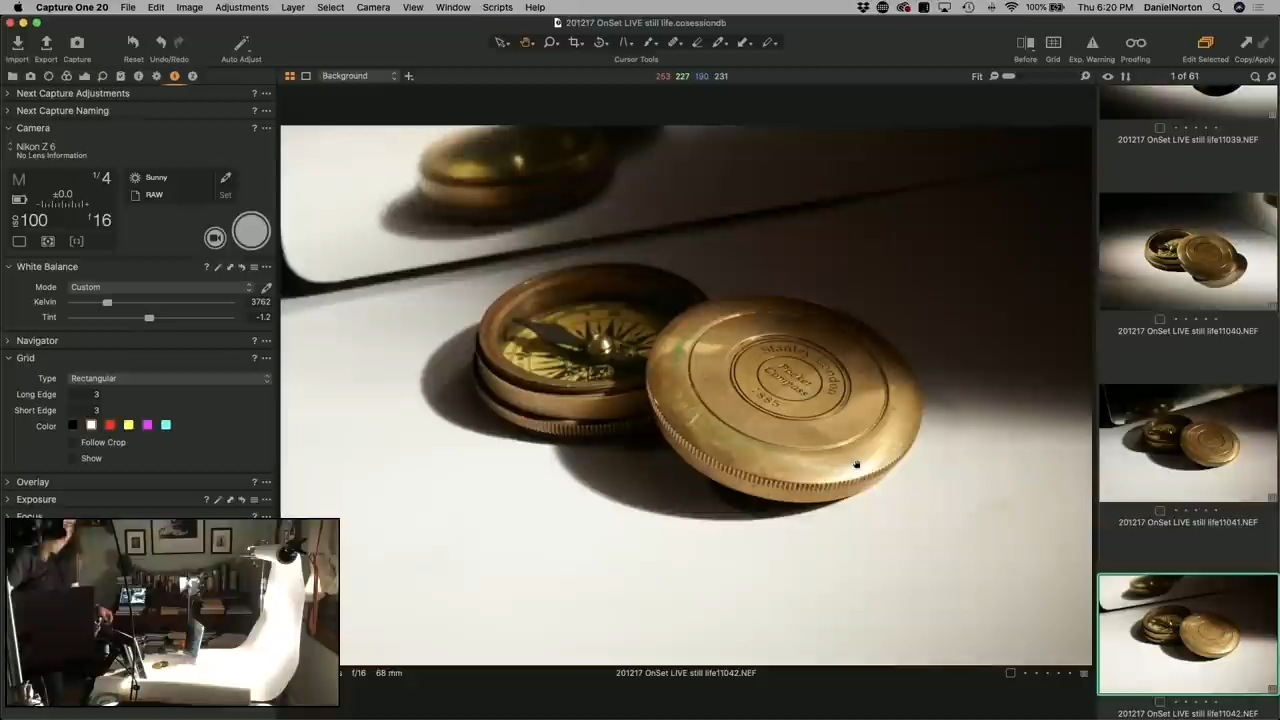 Capture One 20 File Edit Image Adjustments Layer Select Camera View Window Scripts Help 100% Thu 6:20 PM DanielNorton
201217 OnSet LIVE still life.cosessiondb
Import Export Capture Reset Undo/Redo Auto Adjust Cursor Tools Before Grid Exp. Warning Proofing Edit Selected Copy/Apply
Background 253 227 190 231 Fit 1 of 61
Next Capture Adjustments
Next Capture Naming
Camera
Nikon Z 6
No Lens Information
M 1/4 Sunny
±0.0 RAW Set
ISO 100 f 16
White Balance
Mode Custom
Kelvin 3762
Tint -1.2
Navigator
Grid
Type Rectangular
Long Edge 3
Short Edge 3
Color
Follow Crop
Show
Overlay
Exposure
Focus
Stanley London
Pocket
Compass
1885
f/16 68 mm 201217 OnSet LIVE still life11042.NEF
201217 OnSet LIVE still life11039.NEF
201217 OnSet LIVE still life11040.NEF
201217 OnSet LIVE still life11041.NEF
201217 OnSet LIVE still life11042.NEF